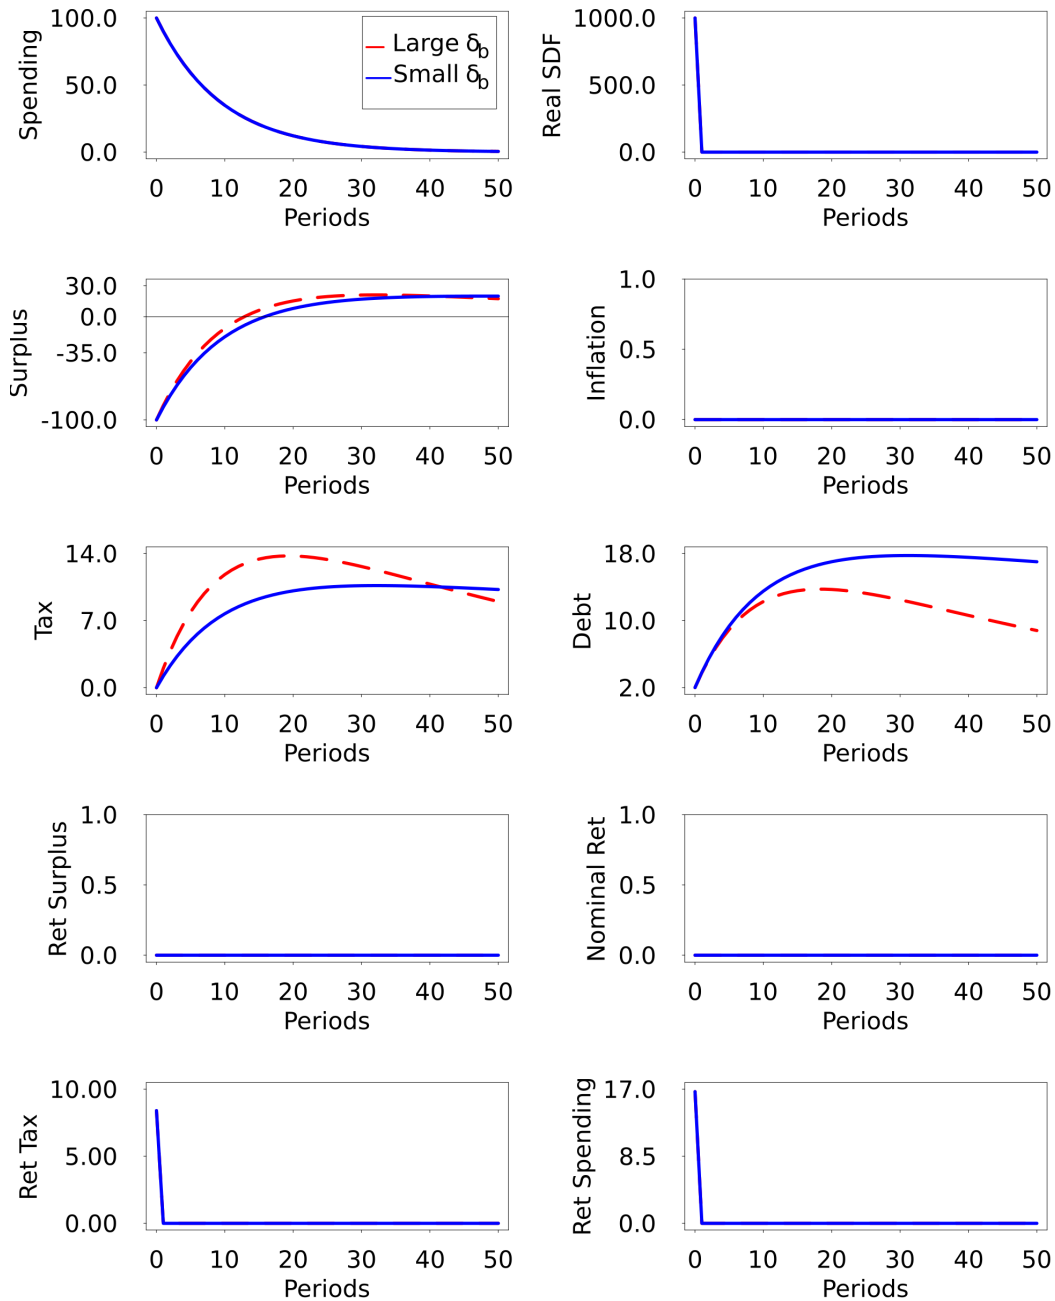 Spending
100.0
50.0
0.0
Large δb
Small δb
0 10 20 30 40 50
Periods
Real SDF
1000.0
500.0
0.0
0 10 20 30 40 50
Periods
Surplus
30.0
0.0
-35.0
-100.0
0 10 20 30 40 50
Periods
Inflation
1.0
0.5
0.0
0 10 20 30 40 50
Periods
Tax
14.0
7.0
0.0
0 10 20 30 40 50
Periods
Debt
18.0
10.0
2.0
0 10 20 30 40 50
Periods
Ret Surplus
1.0
0.5
0.0
0 10 20 30 40 50
Periods
Nominal Ret
1.0
0.5
0.0
0 10 20 30 40 50
Periods
Ret Tax
10.00
5.00
0.00
0 10 20 30 40 50
Periods
Ret Spending
17.0
8.5
0.0
0 10 20 30 40 50
Periods